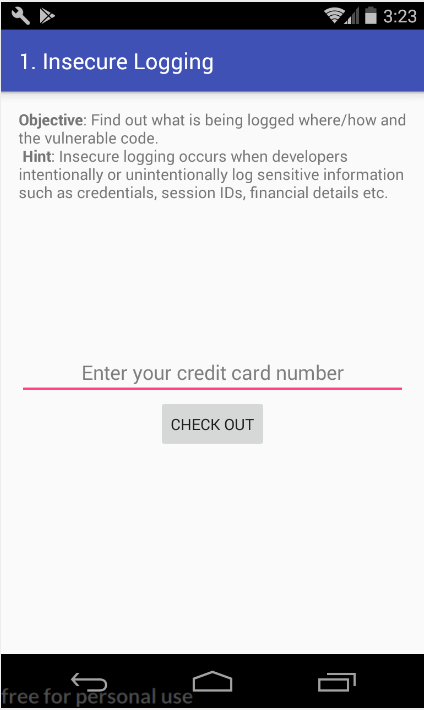 3:23
1. Insecure Logging
Objective: Find out what is being logged where/how and
the vulnerable code.
Hint: Insecure logging occurs when developers
intentionally or unintentionally log sensitive information
such as credentials, session IDs, financial details etc.
Enter your credit card number
CHECK OUT
free for personal use